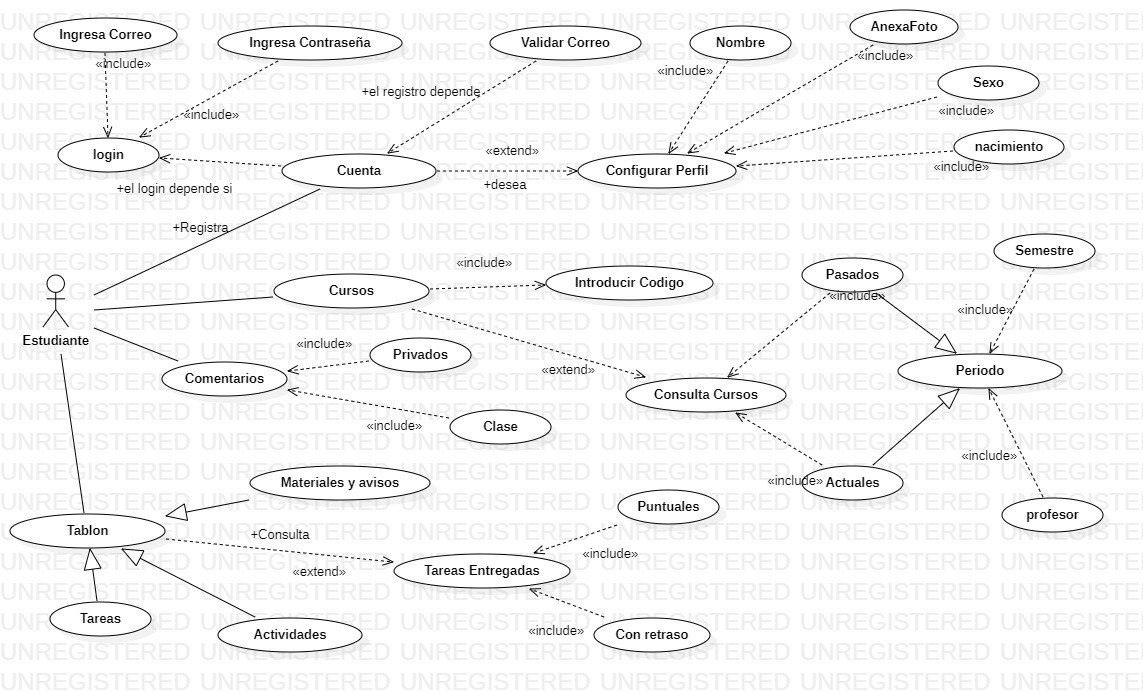 AnexaFoto
Ingresa Correo
Ingresa Contraseña
Validar Correo
Nombre
«include»
«include»
«include»
Sexo
+el registro depende
«include»
«include»
login
«extend»
nacimiento
Cuenta
Configurar Perfil
«include»
+el login depende si
+desea
+Registra
Semestre
«include»
Pasados
Cursos
Introducir Codigo
«include»
«include»
Estudiante
«include»
Privados
Comentarios
«extend»
Periodo
Consulta Cursos
«include»
Clase
«include»
Materiales y avisos
«include»
Actuales
Puntuales
profesor
Tablon
+Consulta
«include»
«extend»
Tareas Entregadas
Tareas
Actividades
«include»
Con retraso
UNREGISTERED